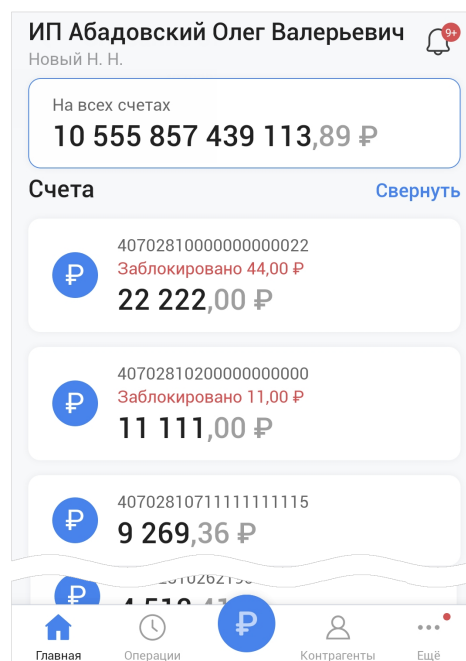 ИП Абадовский Олег Валерьевич
9+
Новый Н. Н.
На всех счетах
10 555 857 439 113,89 ₽
Счета
Свернуть
40702810000000000022
Заблокировано 44,00 ₽
22 222,00 ₽
40702810200000000000
Заблокировано 11,00 ₽
11 111,00 ₽
40702810711111111115
9 269,36 ₽
Главная
Операции
₽
Контрагенты
Ещё